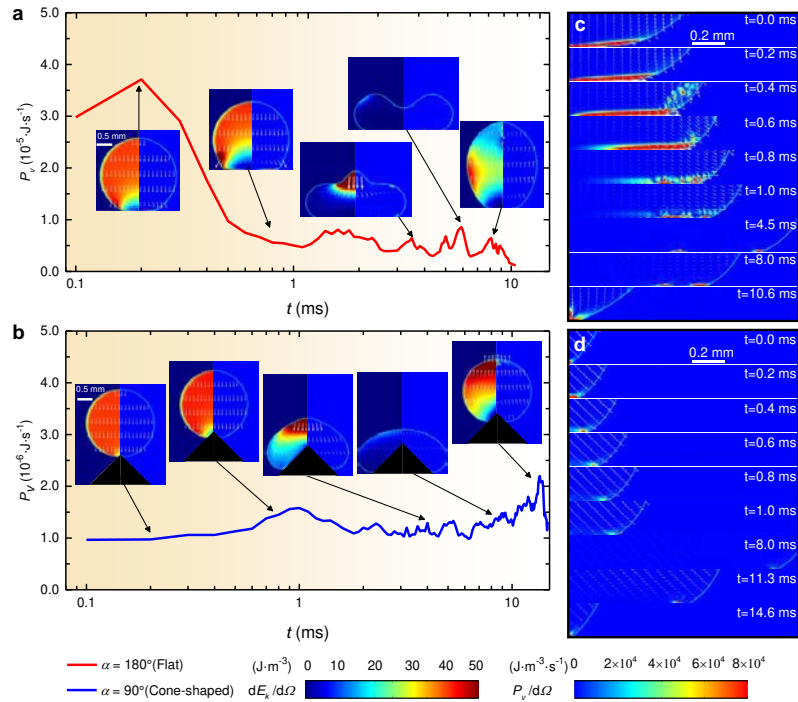 a
5.0
4.0
3.0
2.0
1.0
0.0
P_v (10^-5·J·s^-1)
0.5 mm
1
10
t (ms)
b
5.0
4.0
3.0
2.0
1.0
0.0
P_V (10^-6·J·s^-1)
0.5 mm
0.1
1
10
t (ms)
c
t=0.0 ms
0.2 mm
t=0.2 ms
t=0.4 ms
t=0.6 ms
t=0.8 ms
t=1.0 ms
t=4.5 ms
t=8.0 ms
t=10.6 ms
d
t=0.0 ms
0.2 mm
t=0.2 ms
t=0.4 ms
t=0.6 ms
t=0.8 ms
t=1.0 ms
t=8.0 ms
t=11.3 ms
t=14.6 ms
α = 180°(Flat)
α = 90°(Cone-shaped)
(J·m^-3) 0 10 20 30 40 50
dE_k/dΩ
(J·m^-3·s^-1) 0 2×10^4 6×10^4 8×10^4
P_v/dΩ